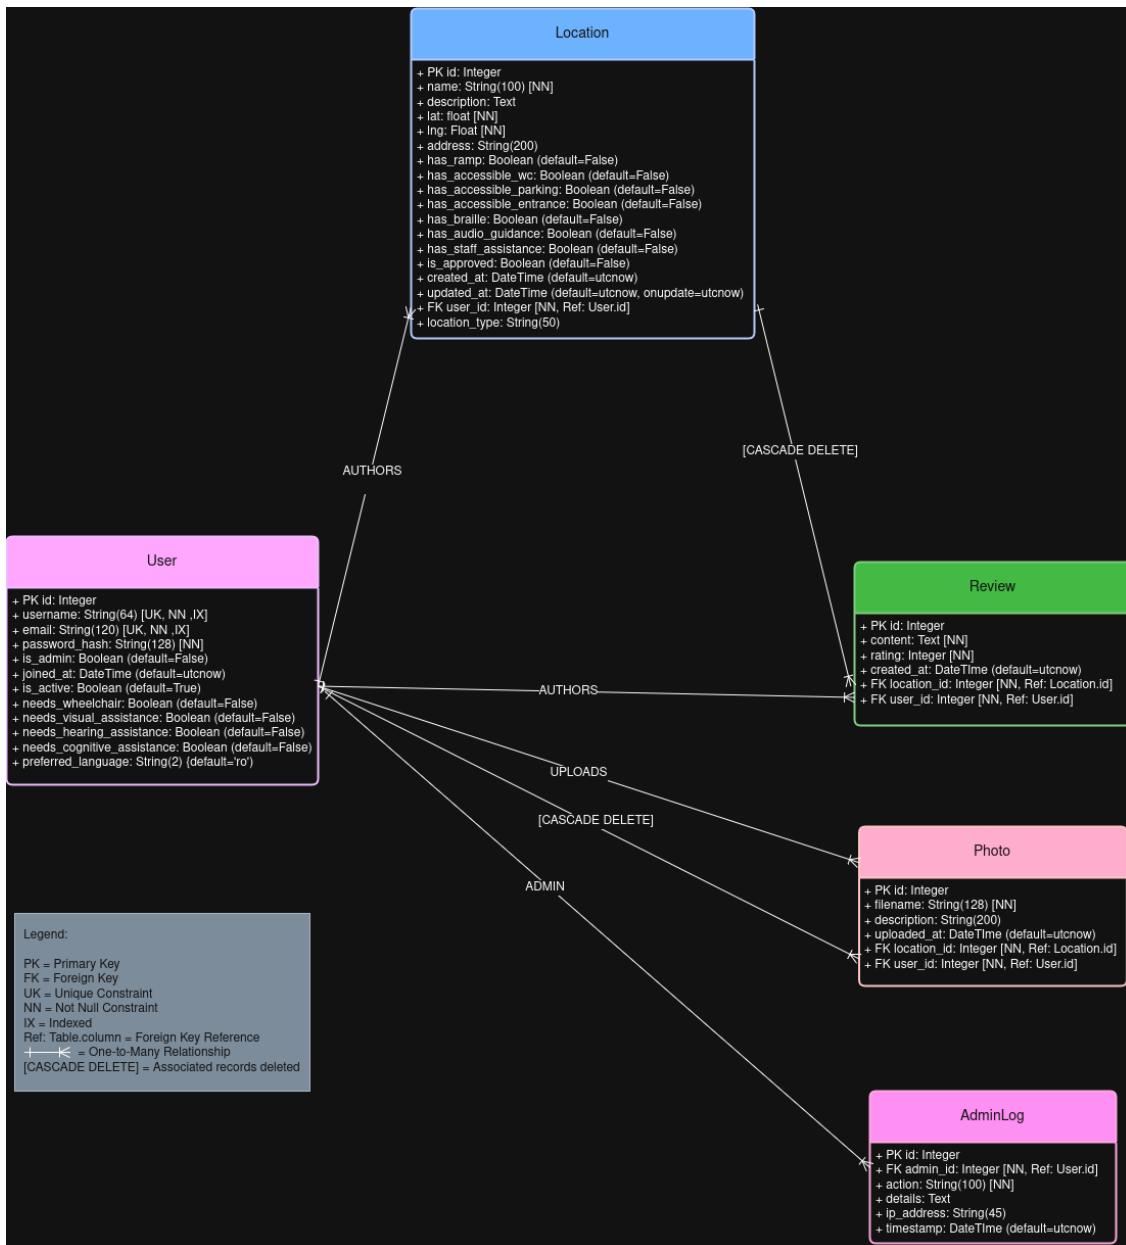 Location
+ PK id: Integer
+ name: String(100) [NN]
+ description: Text
+ lat: float [NN]
+ lng: Float [NN]
+ address: String(200)
+ has_ramp: Boolean (default=False)
+ has_accessible_wc: Boolean (default=False)
+ has_accessible_parking: Boolean (default=False)
+ has_accessible_entrance: Boolean (default=False)
+ has_braille: Boolean (default=False)
+ has_audio_guidance: Boolean (default=False)
+ has_staff_assistance: Boolean (default=False)
+ is_approved: Boolean (default=False)
+ created_at: DateTime (default=utcnow)
+ updated_at: DateTime (default=utcnow, onupdate=utcnow)
+ FK user_id: Integer [NN, Ref: User.id]
+ location_type: String(50)
[CASCADE DELETE]
AUTHORS
User
+ PK id: Integer
+ username: String(64) [UK, NN ,IX]
+ email: String(120) [UK, NN ,IX]
+ password_hash: String(128) [NN]
+ is_admin: Boolean (default=False)
+ joined_at: DateTime (default=utcnow)
+ is_active: Boolean (default=True)
+ needs_wheelchair: Boolean (default=False)
+ needs_visual_assistance: Boolean (default=False)
+ needs_hearing_assistance: Boolean (default=False)
+ needs_cognitive_assistance: Boolean (default=False)
+ preferred_language: String(2) {default='ro')
Review
+ PK id: Integer
+ content: Text [NN]
+ rating: Integer [NN]
+ created_at: DateTIme (default=utcnow)
+ FK location_id: Integer [NN, Ref: Location.id]
+ FK user_id: Integer [NN, Ref: User.id]
AUTHORS
UPLOADS
[CASCADE DELETE]
ADMIN
Photo
+ PK id: Integer
+ filename: String(128) [NN]
+ description: String(200)
+ uploaded_at: DateTIme (default=utcnow)
+ FK location_id: Integer [NN, Ref: Location.id]
+ FK user_id: Integer [NN, Ref: User.id]
Legend:
PK = Primary Key
FK = Foreign Key
UK = Unique Constraint
NN = Not Null Constraint
IX = Indexed
Ref: Table.column = Foreign Key Reference
= One-to-Many Relationship
[CASCADE DELETE] = Associated records deleted
AdminLog
+ PK id: Integer
+ FK admin_id: Integer [NN, Ref: User.id]
+ action: String(100) [NN]
+ details: Text
+ ip_address: String(45)
+ timestamp: DateTIme (default=utcnow)